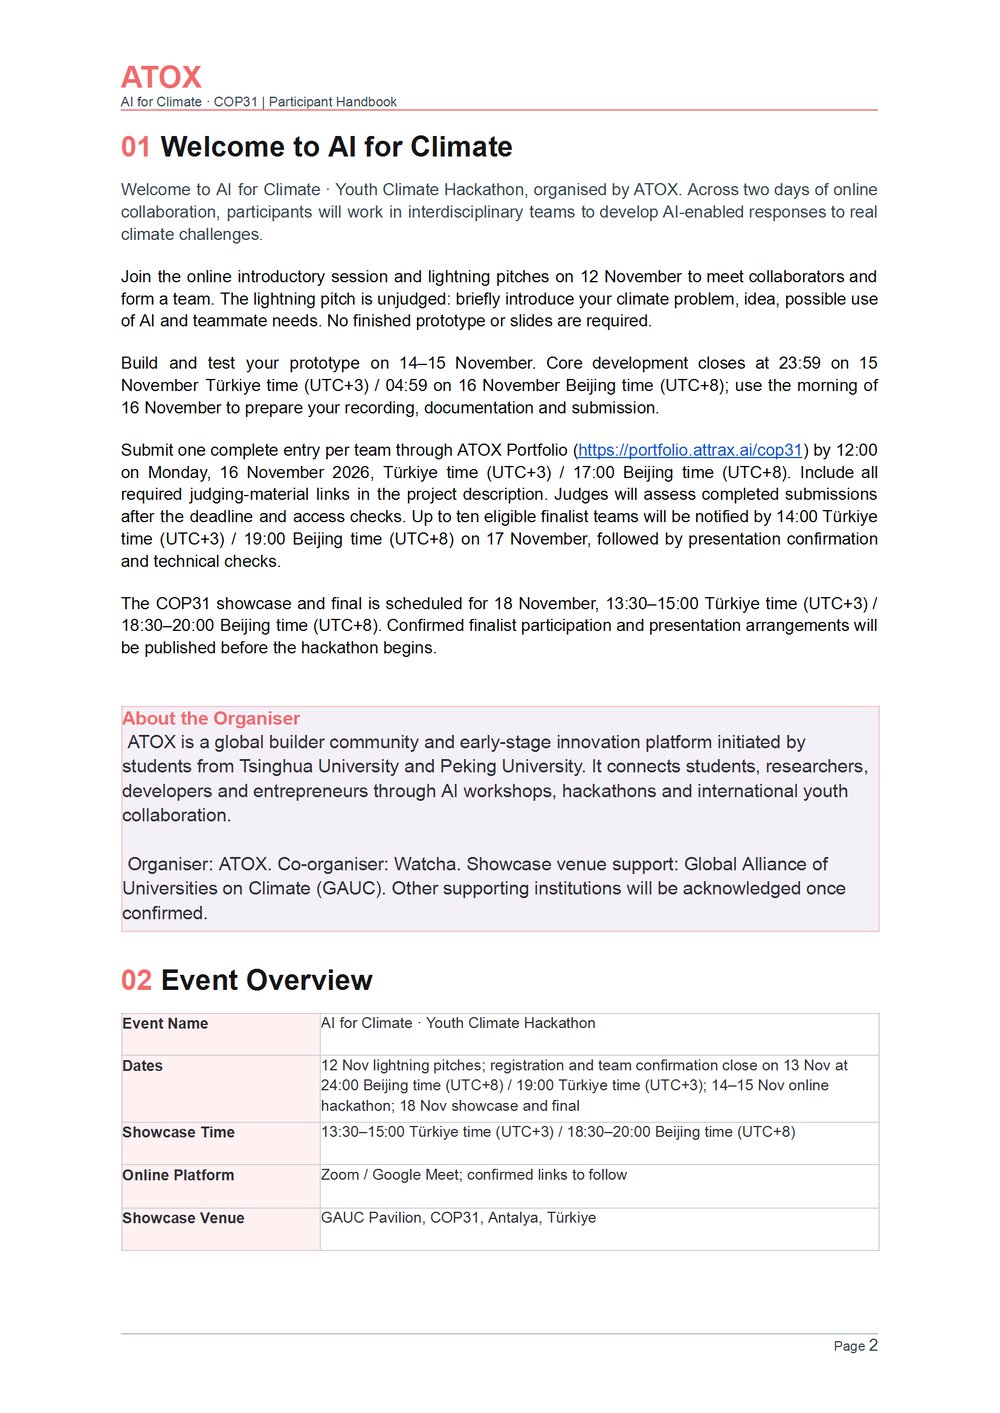 ATOX
AI for Climate · COP31 | Participant Handbook
01 Welcome to AI for Climate
Welcome to AI for Climate · Youth Climate Hackathon, organised by ATOX. Across two days of online
collaboration, participants will work in interdisciplinary teams to develop AI-enabled responses to real
climate challenges.
Join the online introductory session and lightning pitches on 12 November to meet collaborators and
form a team. The lightning pitch is unjudged: briefly introduce your climate problem, idea, possible use
of AI and teammate needs. No finished prototype or slides are required.
Build and test your prototype on 14–15 November. Core development closes at 23:59 on 15
November Türkiye time (UTC+3) / 04:59 on 16 November Beijing time (UTC+8); use the morning of
16 November to prepare your recording, documentation and submission.
Submit one complete entry per team through ATOX Portfolio (https://portfolio.attrax.ai/cop31) by 12:00
on Monday, 16 November 2026, Türkiye time (UTC+3) / 17:00 Beijing time (UTC+8). Include all
required judging-material links in the project description. Judges will assess completed submissions
after the deadline and access checks. Up to ten eligible finalist teams will be notified by 14:00 Türkiye
time (UTC+3) / 19:00 Beijing time (UTC+8) on 17 November, followed by presentation confirmation
and technical checks.
The COP31 showcase and final is scheduled for 18 November, 13:30–15:00 Türkiye time (UTC+3) /
18:30–20:00 Beijing time (UTC+8). Confirmed finalist participation and presentation arrangements will
be published before the hackathon begins.
About the Organiser
ATOX is a global builder community and early-stage innovation platform initiated by
students from Tsinghua University and Peking University. It connects students, researchers,
developers and entrepreneurs through AI workshops, hackathons and international youth
collaboration.
Organiser: ATOX. Co-organiser: Watcha. Showcase venue support: Global Alliance of
Universities on Climate (GAUC). Other supporting institutions will be acknowledged once
confirmed.
02 Event Overview
Event Name AI for Climate · Youth Climate Hackathon
Dates 12 Nov lightning pitches; registration and team confirmation close on 13 Nov at
24:00 Beijing time (UTC+8) / 19:00 Türkiye time (UTC+3); 14–15 Nov online
hackathon; 18 Nov showcase and final
Showcase Time 13:30–15:00 Türkiye time (UTC+3) / 18:30–20:00 Beijing time (UTC+8)
Online Platform Zoom / Google Meet; confirmed links to follow
Showcase Venue GAUC Pavilion, COP31, Antalya, Türkiye
Page 2